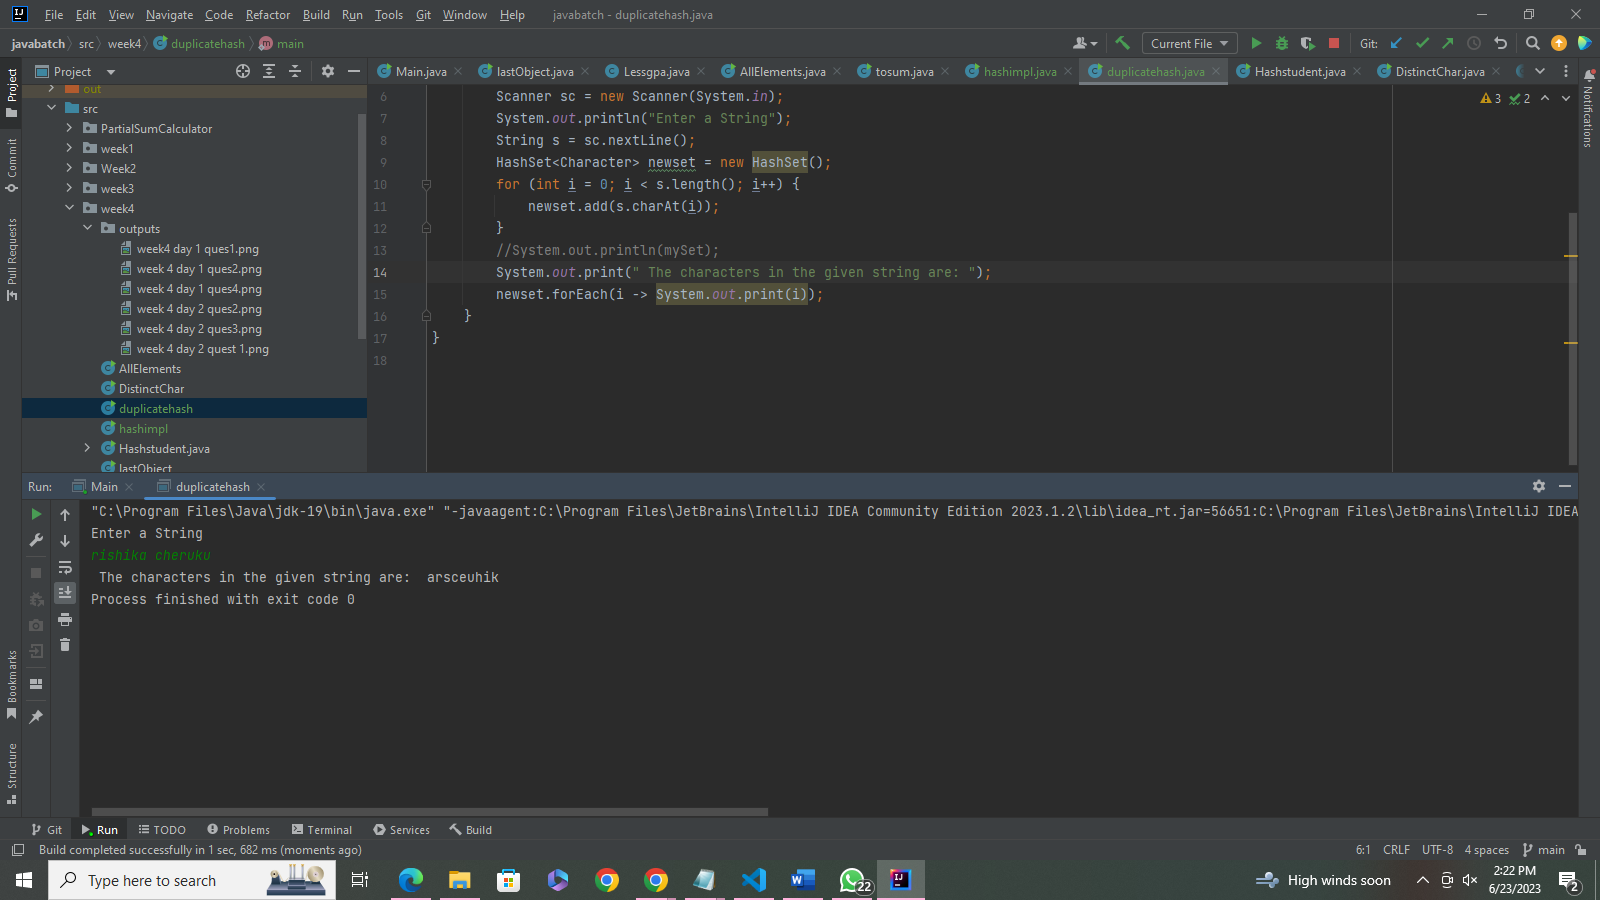 File Edit View Navigate Code Refactor Build Run Tools Git Window Help javabatch - duplicatehash.java
javabatch src week4 duplicatehash main Current File Git:
Project Main.java lastObject.java Lessgpa.java AllElements.java tosum.java hashimpl.java duplicatehash.java Hashstudent.java DistinctChar.java
Project
Commit
Pull Requests
Bookmarks
Structure
Notifications
out
src
PartialSumCalculator
week1
Week2
week3
week4
outputs
week4 day 1 ques1.png
week 4 day 1 ques2.png
week 4 day 1 ques4.png
week 4 day 2 ques2.png
week 4 day 2 ques3.png
week 4 day 2 quest 1.png
AllElements
DistinctChar
duplicatehash
hashimpl
Hashstudent.java
lastObject
3 2
6 Scanner sc = new Scanner(System.in);
7 System.out.println("Enter a String");
8 String s = sc.nextLine();
9 HashSet<Character> newset = new HashSet();
10 for (int i = 0; i < s.length(); i++) {
11 newset.add(s.charAt(i));
12 }
13 //System.out.println(mySet);
14 System.out.print(" The characters in the given string are: ");
15 newset.forEach(i -> System.out.print(i));
16 }
17 }
18
Run: Main duplicatehash
"C:\Program Files\Java\jdk-19\bin\java.exe" "-javaagent:C:\Program Files\JetBrains\IntelliJ IDEA Community Edition 2023.1.2\lib\idea_rt.jar=56651:C:\Program Files\JetBrains\IntelliJ IDEA
Enter a String
rishika cheruku
The characters in the given string are:  arsceuhik
Process finished with exit code 0
Git Run TODO Problems Terminal Services Build
Build completed successfully in 1 sec, 682 ms (moments ago) 6:1 CRLF UTF-8 4 spaces main
Type here to search 22 High winds soon 2:22 PM
6/23/2023 2